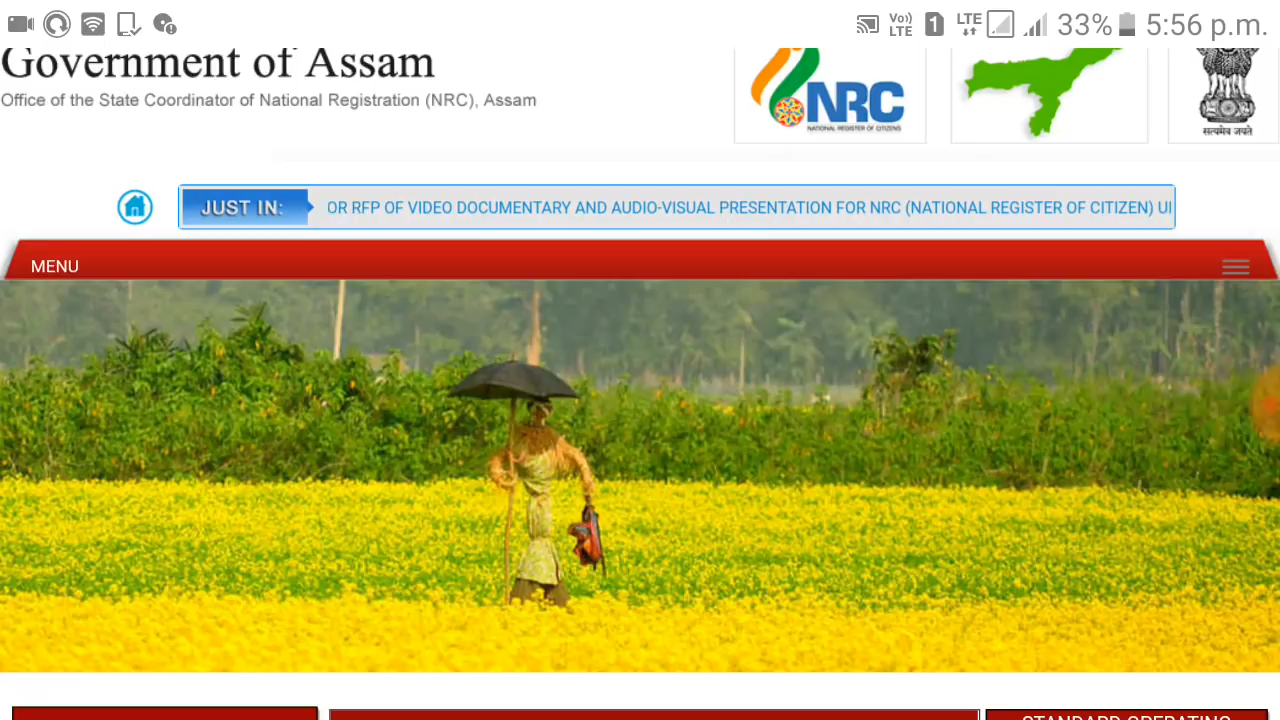 Vo))
LTE
1
LTE
33%
5:56 p.m.
Government of Assam
Office of the State Coordinator of National Registration (NRC), Assam
NRC
NATIONAL REGISTER OF CITIZENS
सत्यमेव जयते
JUST IN:
OR RFP OF VIDEO DOCUMENTARY AND AUDIO-VISUAL PRESENTATION FOR NRC (NATIONAL REGISTER OF CITIZEN) U
MENU
STANDARD OPERATING